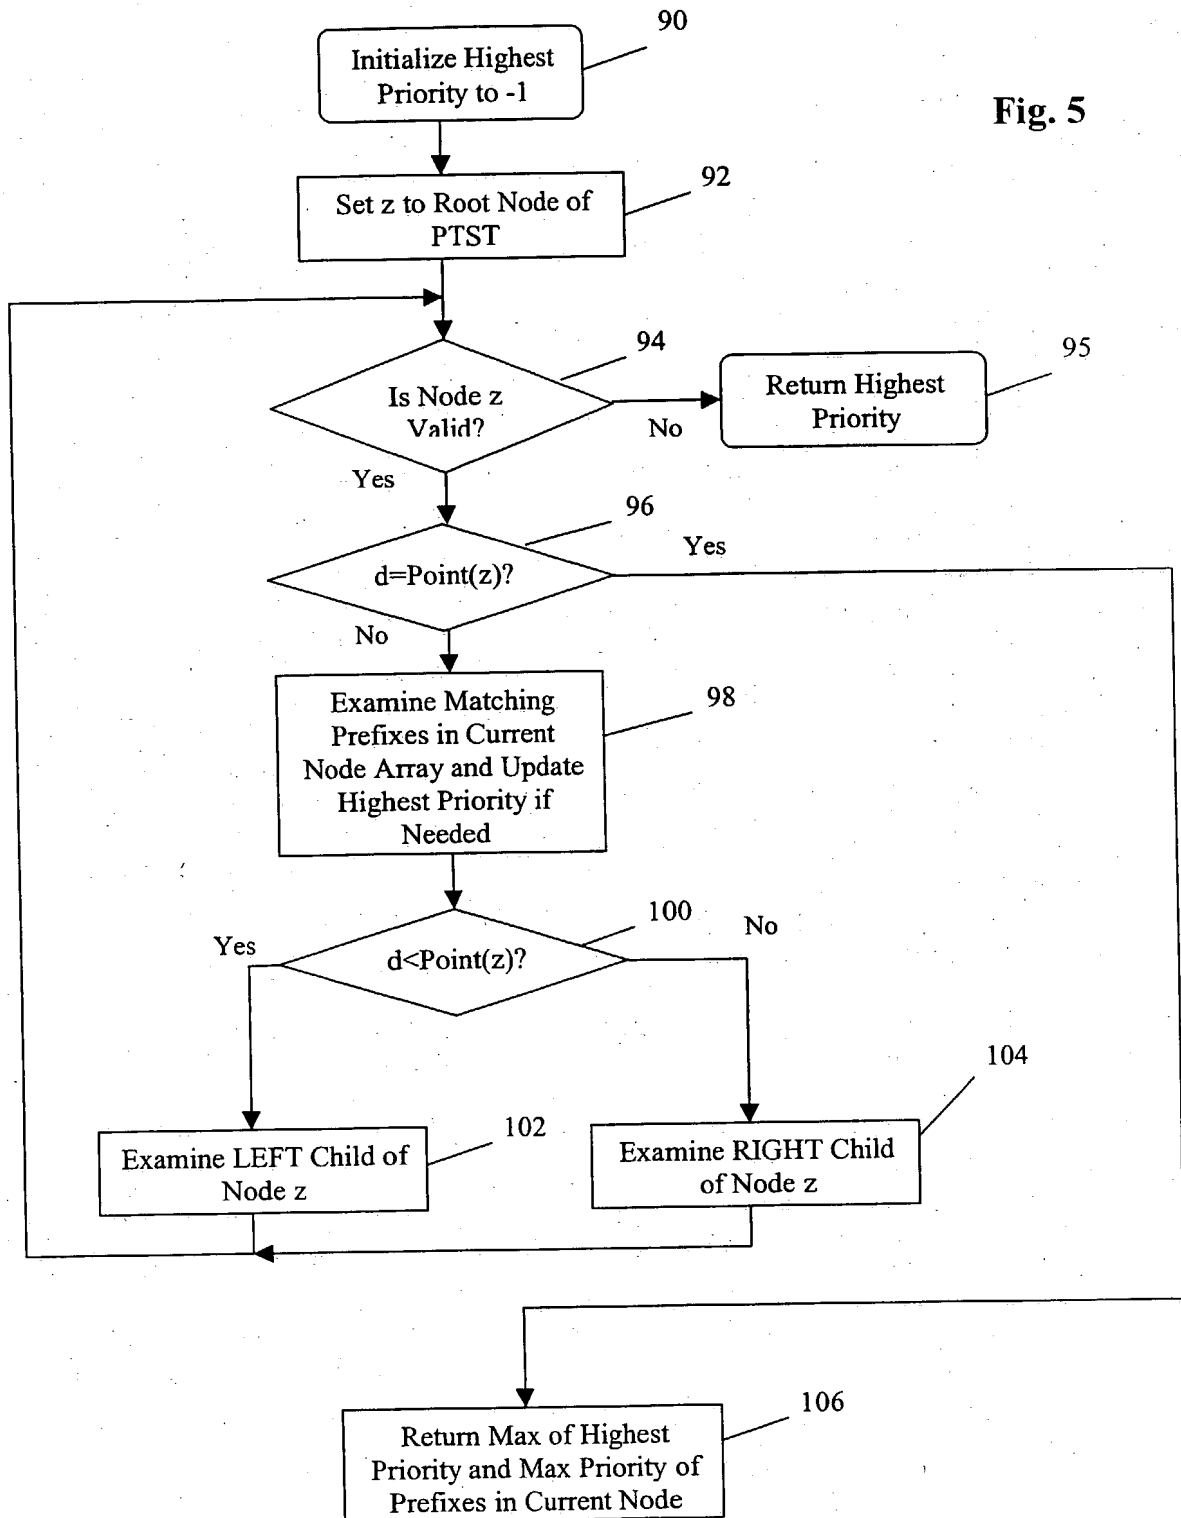 90
Initialize Highest
Priority to -1
Fig. 5
92
Set z to Root Node of
PTST
94
Is Node z
Valid?
95
Return Highest
Priority
No
Yes
96
d=Point(z)?
Yes
No
98
Examine Matching
Prefixes in Current
Node Array and Update
Highest Priority if
Needed
100
Yes
No
d<Point(z)?
104
102
Examine LEFT Child of
Node z
Examine RIGHT Child
of Node z
106
Return Max of Highest
Priority and Max Priority of
Prefixes in Current Node